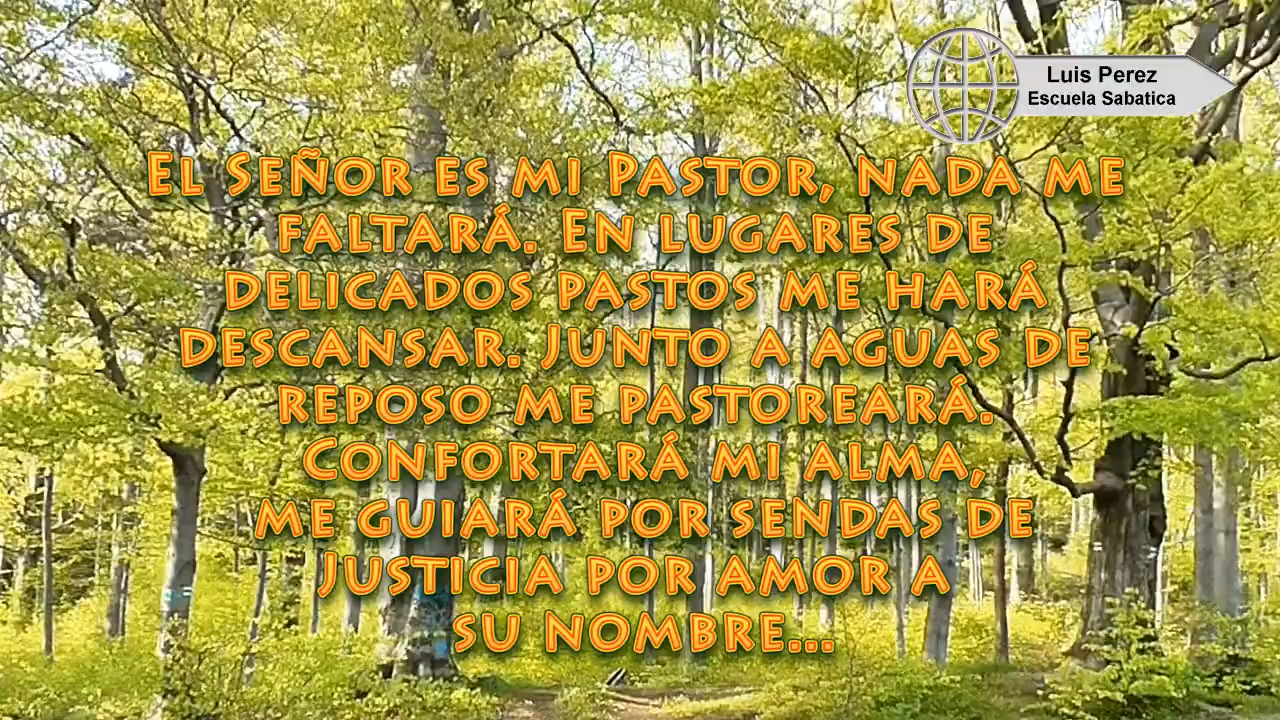 Luis Perez
Escuela Sabatica
El Señor es mi Pastor, nada me
faltará. En lugares de
delicados pastos me hará
descansar. Junto a aguas de
reposo me pastoreará.
Confortará mi alma,
me guiará por sendas de
Justicia por amor a
su nombre...